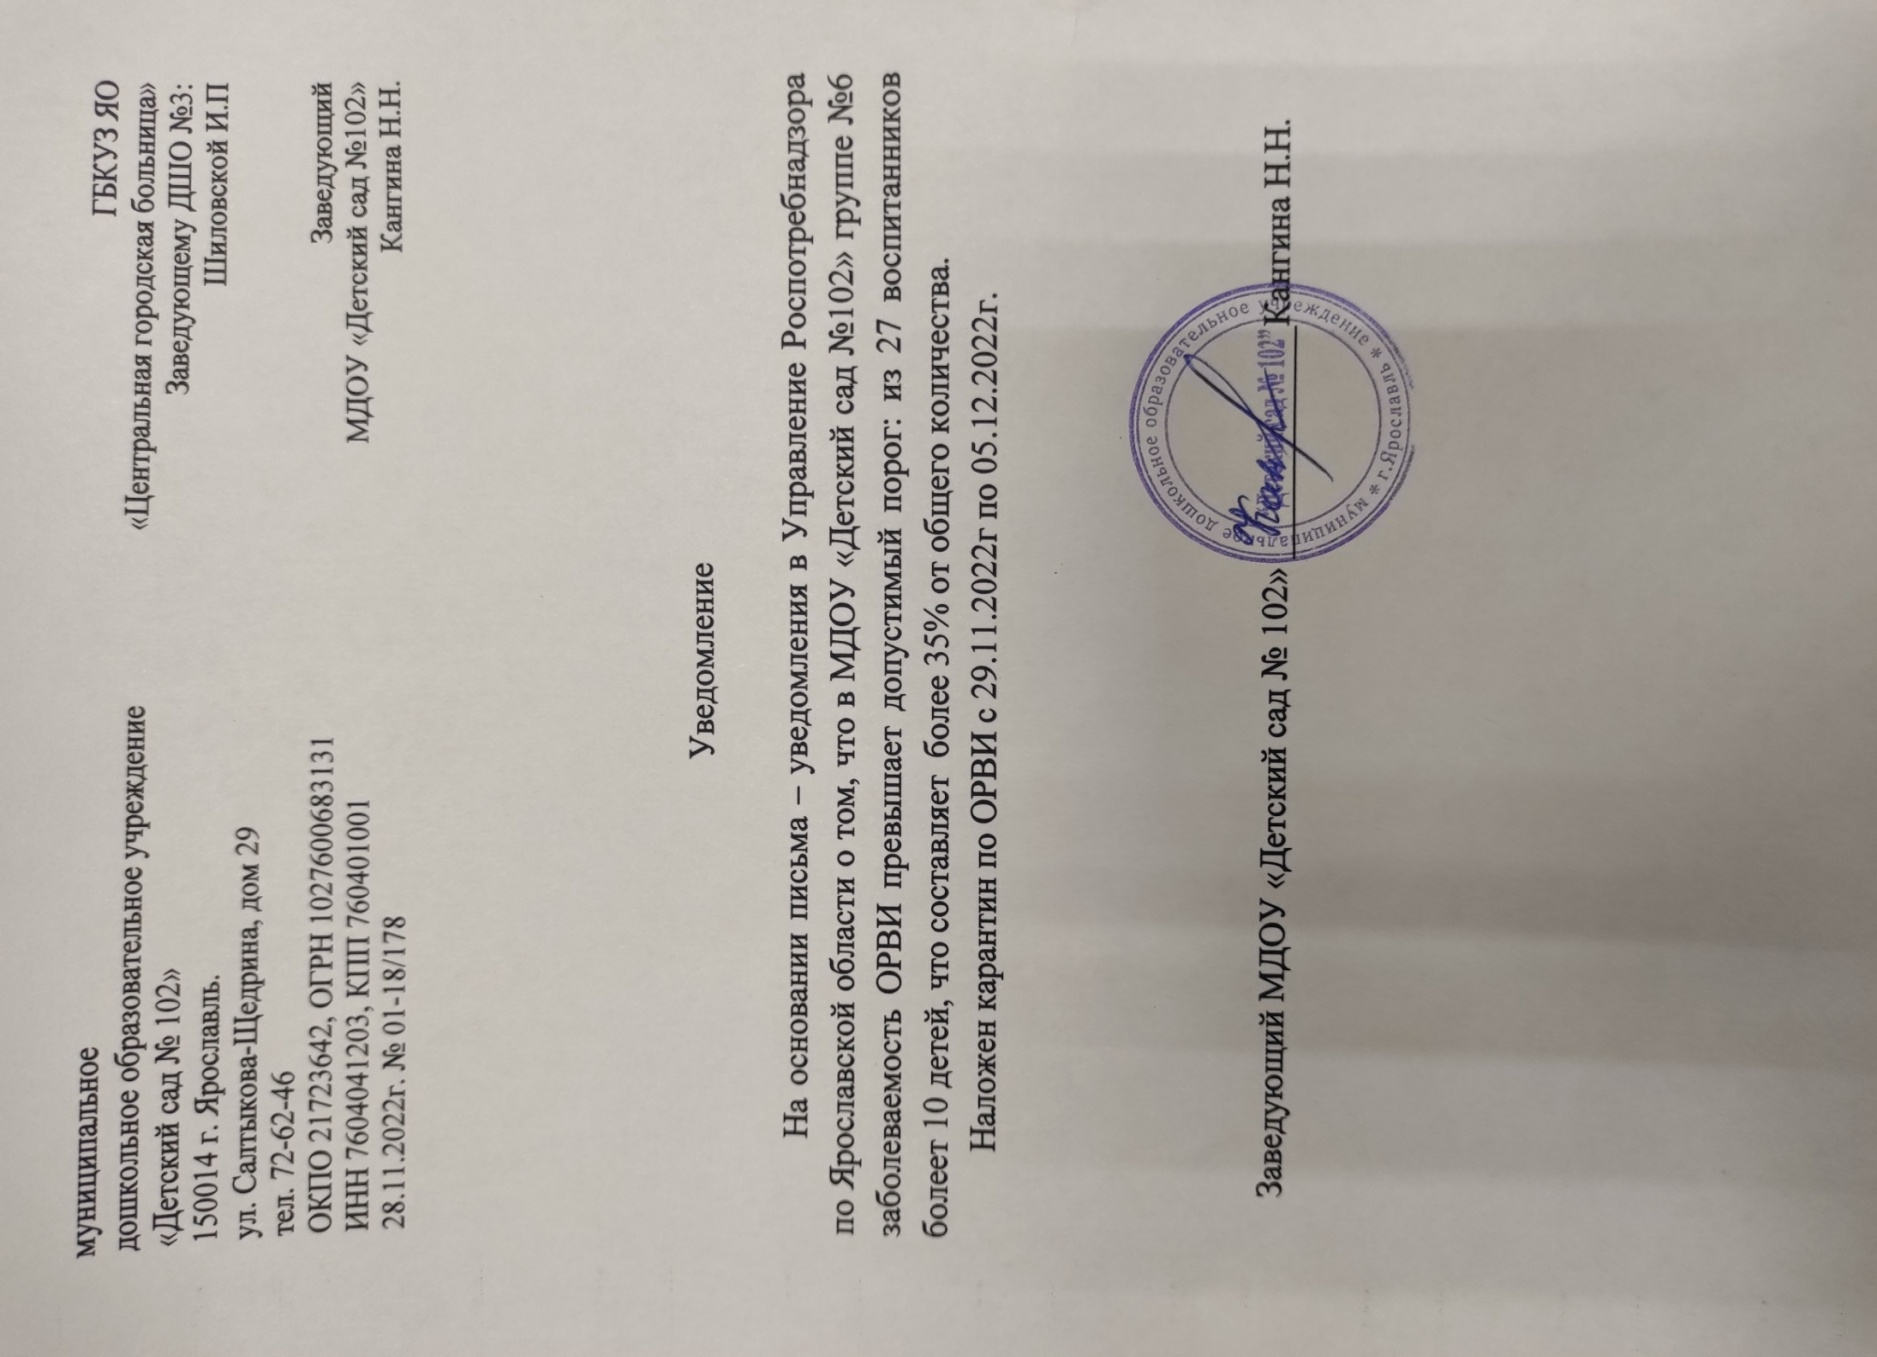 муниципальное
дошкольное образовательное учреждение
«Детский сад № 102»
150014 г. Ярославль.
ул. Салтыкова-Щедрина, дом 29
тел. 72-62-46
ОКПО 21723642, ОГРН 1027600683131
ИНН 7604041203, КПП 760401001
28.11.2022г. № 01-18/178
ГБКУЗ ЯО
«Центральная городская больница»
Заведующему ДШО №3:
Шиловской И.П
Заведующий
МДОУ «Детский сад №102»
Кангина Н.Н.
Уведомление
На основании письма – уведомления в Управление Роспотребнадзора
по Ярославской области о том, что в МДОУ «Детский сад №102» группе №6
заболеваемость ОРВИ превышает допустимый порог: из 27 воспитанников
болеет 10 детей, что составляет более 35% от общего количества.
Наложен карантин по ОРВИ с 29.11.2022г по 05.12.2022г.
Заведующий МДОУ «Детский сад № 102» Кангина Н.Н.
муниципальное дошкольное образовательное учреждение * г.Ярославль *
"Детский сад № 102"